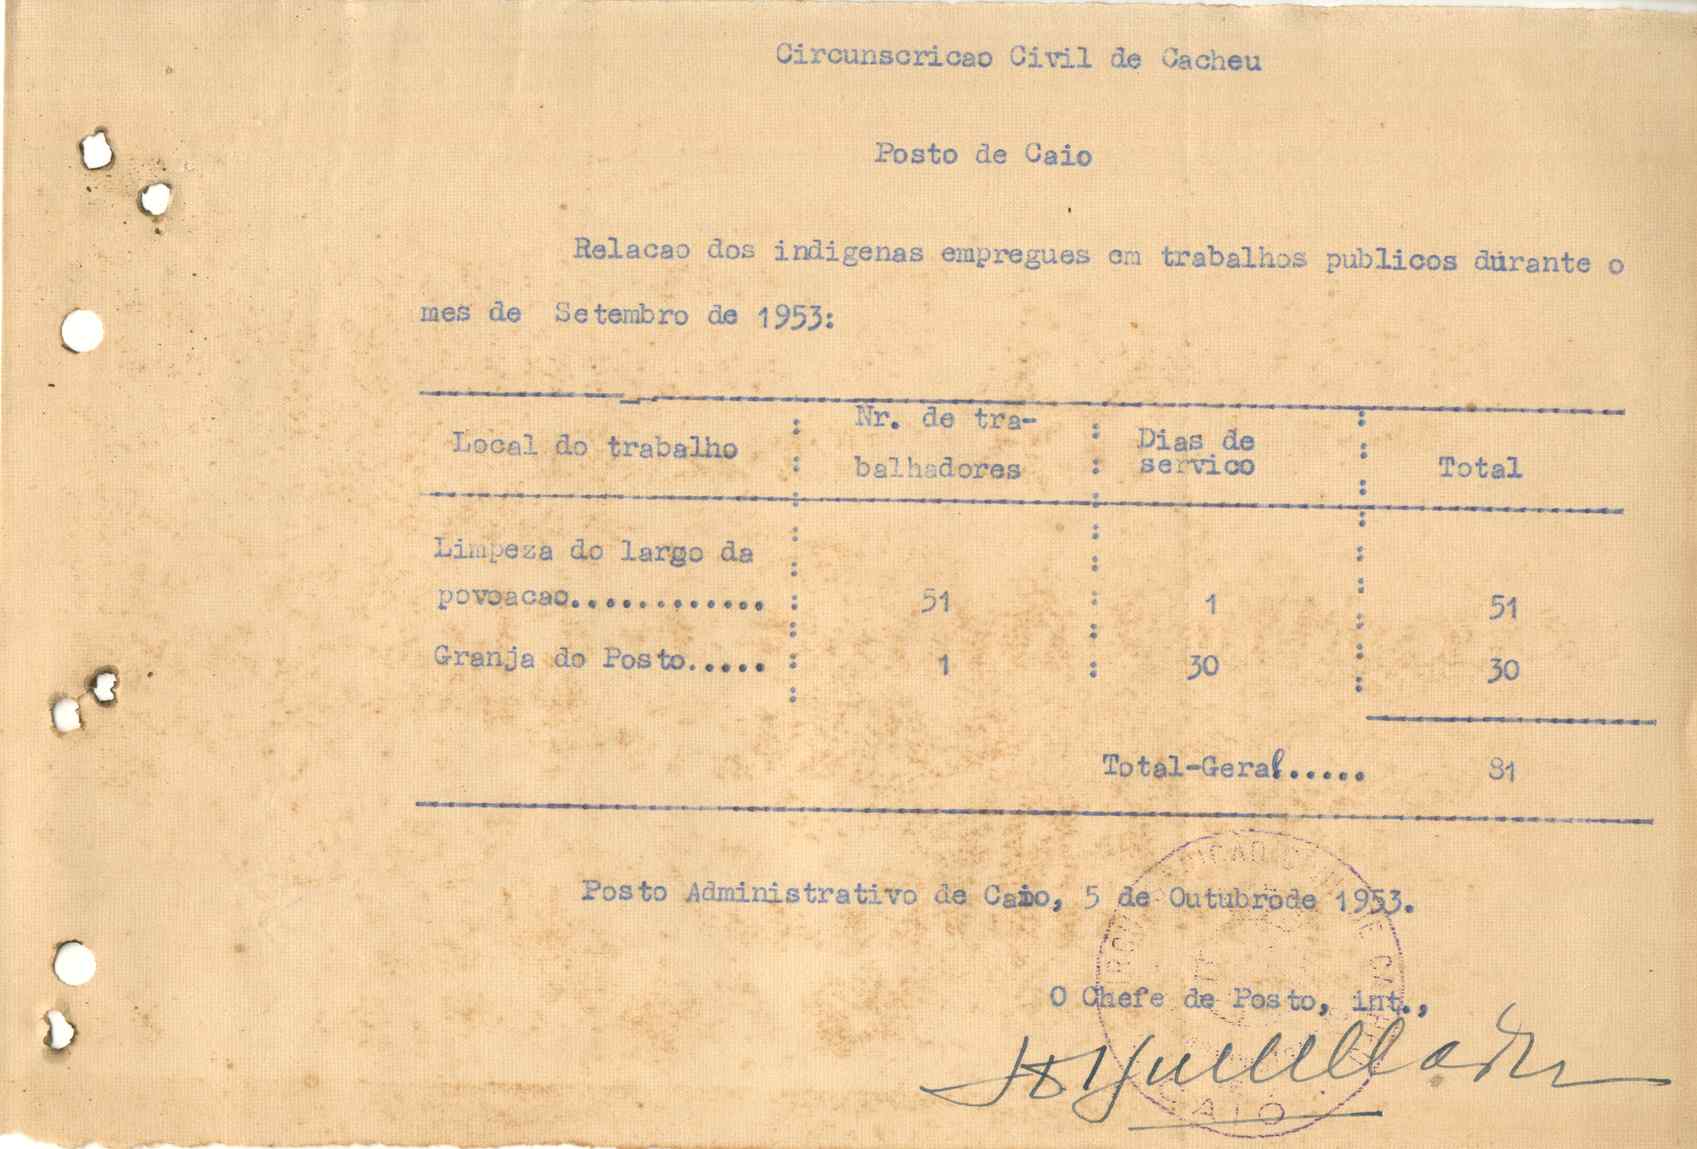 Circunscricao Civil de Cacheu
Posto de Caio
Relacao dos indigenas empregues em trabalhos publicos durante o
mes de Setembro de 1953:
Local do trabalho : Nr. de tra- : Dias de : Total
balhadores servico
Limpeza do largo da
povoacao............. : 51 : 1 : 51
Granja do Posto..... : 1 : 30 : 30
Total-Geral..... 81
Posto Administrativo de Caio, 5 de Outubrode 1953.
O Chefe de Posto, int.,
CAIÓ